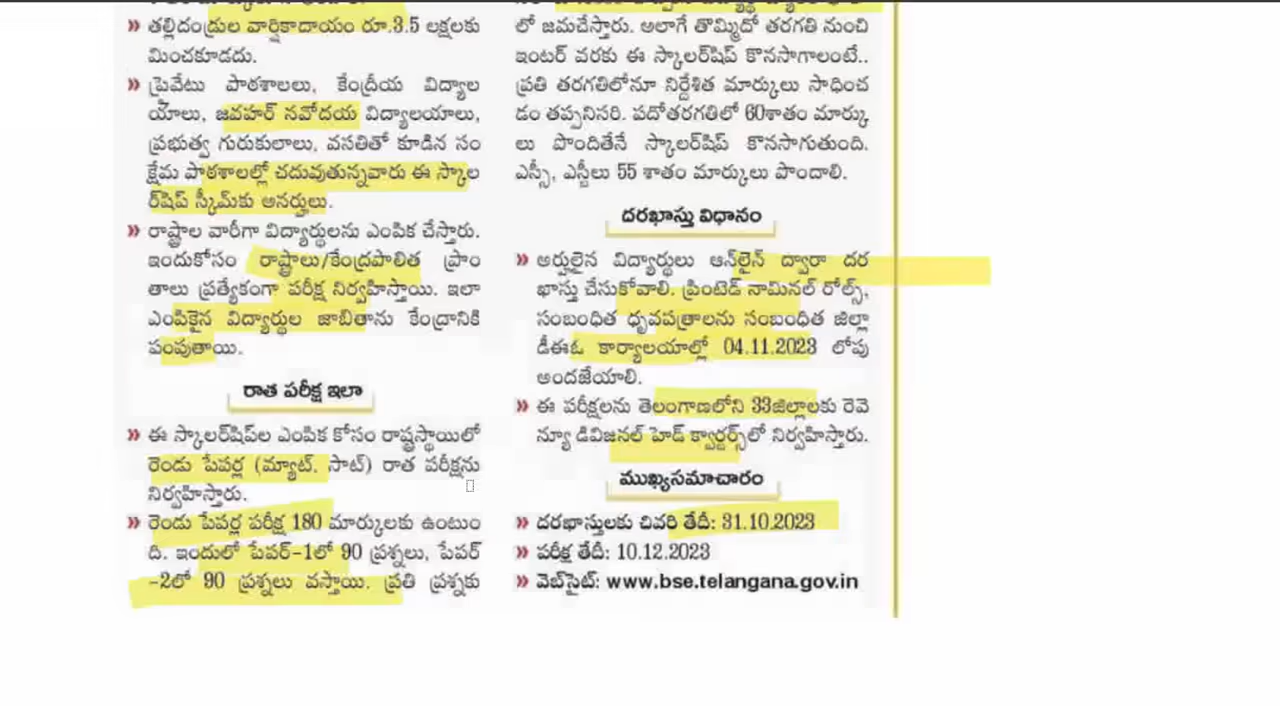 » తల్లిదండ్రుల వార్షికాదాయం రూ.3.5 లక్షలకు
మించకూడదు.
» ప్రైవేటు పాఠశాలలు, కేంద్రీయ విద్యాల
యాలు, జవహర్ నవోదయ విద్యాలయాలు,
ప్రభుత్వ గురుకులాలు, వసతితో కూడిన సం
క్షేమ పాఠశాలల్లో చదువుతున్నవారు ఈ స్కాల
ర్‌షిప్ స్కీమ్‌కు అనర్హులు.
» రాష్ట్రాల వారీగా విద్యార్థులను ఎంపిక చేస్తారు.
ఇందుకోసం రాష్ట్రాలు/కేంద్రపాలిత ప్రాం
తాలు ప్రత్యేకంగా పరీక్ష నిర్వహిస్తాయి. ఇలా
ఎంపికైన విద్యార్థుల జాబితాను కేంద్రానికి
పంపుతాయి.
రాత పరీక్ష ఇలా
» ఈ స్కాలర్‌షిప్‌ల ఎంపిక కోసం రాష్ట్రస్థాయిలో
రెండు పేపర్ల (మ్యాట్, సాట్) రాత పరీక్షను
నిర్వహిస్తారు.
» రెండు పేపర్ల పరీక్ష 180 మార్కులకు ఉంటుం
ది. ఇందులో పేపర్-1లో 90 ప్రశ్నలు, పేపర్
-2లో 90 ప్రశ్నలు వస్తాయి. ప్రతి ప్రశ్నకు
లో జమచేస్తారు. అలాగే తొమ్మిదో తరగతి నుంచి
ఇంటర్ వరకు ఈ స్కాలర్‌షిప్ కొనసాగాలంటే..
ప్రతి తరగతిలోనూ నిర్దేశిత మార్కులు సాధించ
డం తప్పనిసరి. పదోతరగతిలో 60శాతం మార్కు
లు పొందితేనే స్కాలర్‌షిప్ కొనసాగుతుంది.
ఎస్సీ, ఎస్టీలు 55 శాతం మార్కులు పొందాలి.
దరఖాస్తు విధానం
» అర్హులైన విద్యార్థులు ఆన్‌లైన్ ద్వారా దర
ఖాస్తు చేసుకోవాలి. ప్రింటెడ్ నామినల్ రోల్స్,
సంబంధిత ధృవపత్రాలను సంబంధిత జిల్లా
డీఈఓ కార్యాలయాల్లో 04.11.2023 లోపు
అందజేయాలి.
» ఈ పరీక్షలను తెలంగాణలోని 33జిల్లాలకు రెవె
న్యూ డివిజనల్ హెడ్ క్వార్టర్స్‌లో నిర్వహిస్తారు.
ముఖ్యసమాచారం
» దరఖాస్తులకు చివరి తేదీ: 31.10.2023
» పరీక్ష తేదీ: 10.12.2023
» వెబ్‌సైట్: www.bse.telangana.gov.in